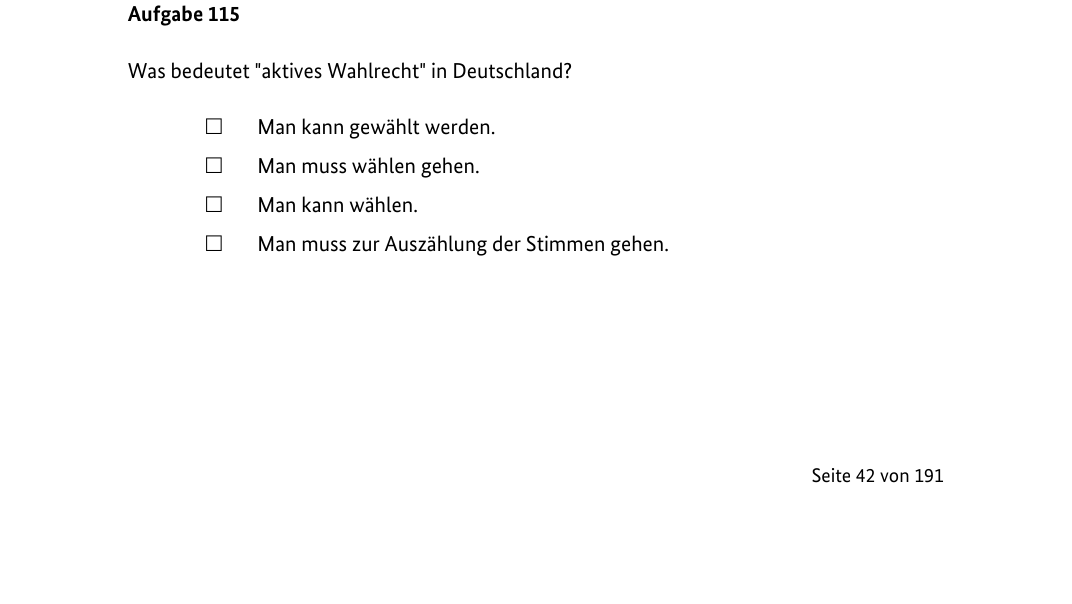 Aufgabe 115
Was bedeutet "aktives Wahlrecht" in Deutschland?
☐ Man kann gewählt werden.
☐ Man muss wählen gehen.
☐ Man kann wählen.
☐ Man muss zur Auszählung der Stimmen gehen.
Seite 42 von 191